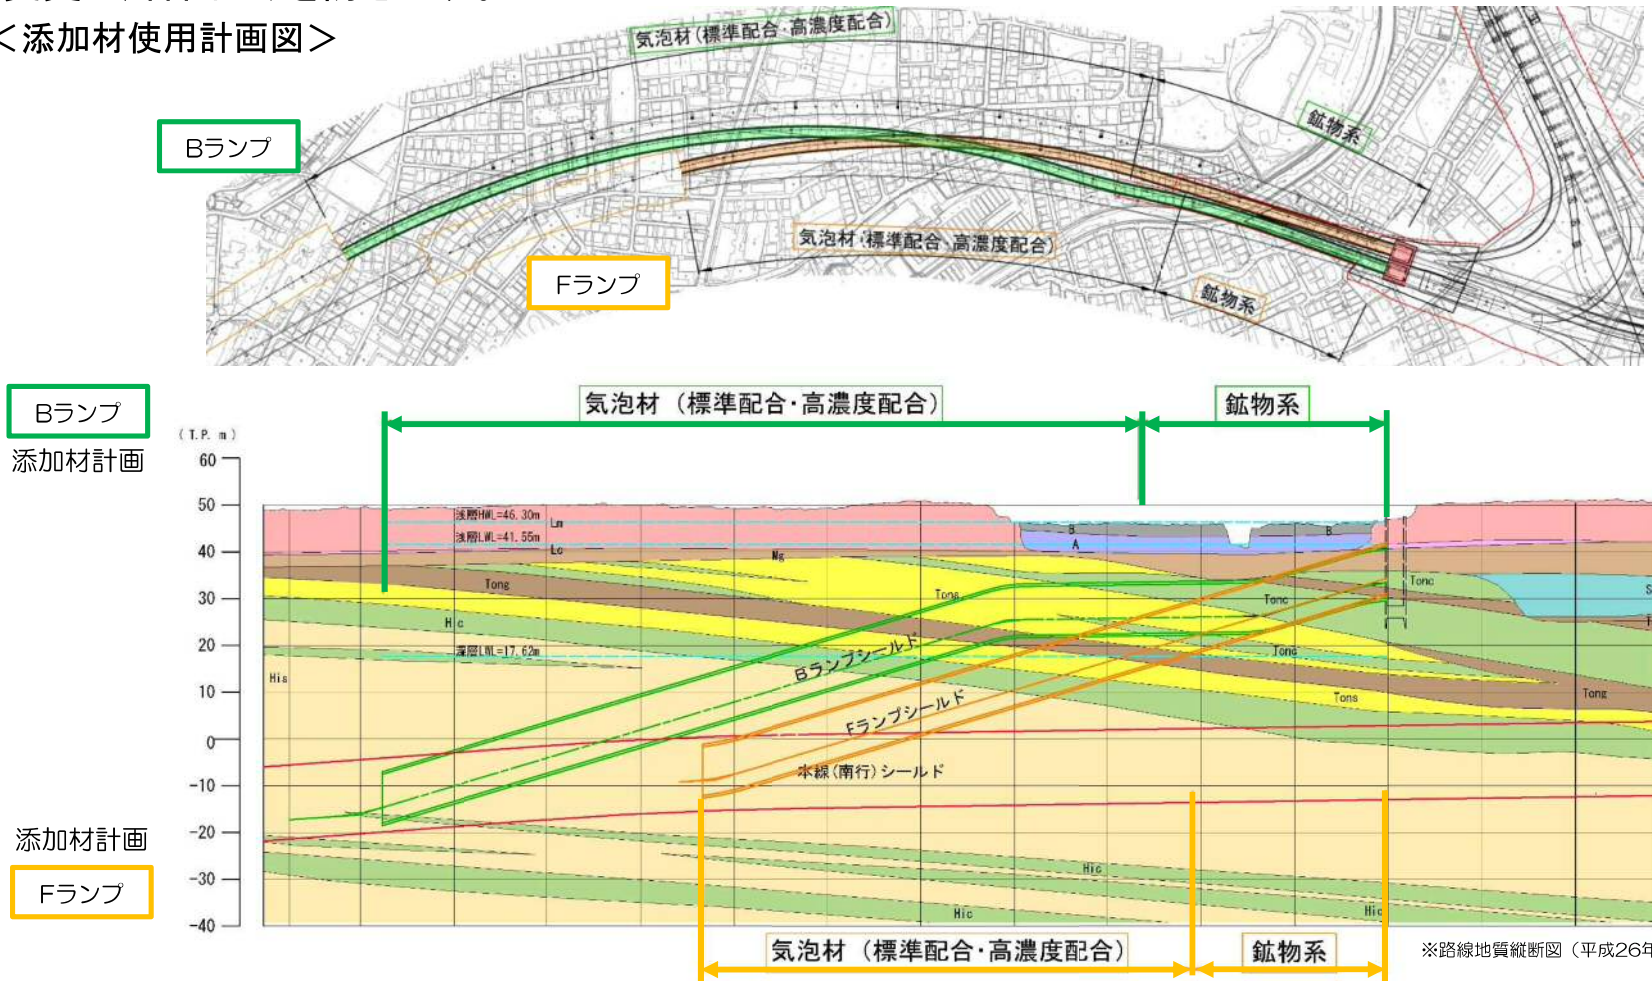 ＜添加材使用計画図＞
気泡材(標準配合・高濃度配合)
Bランプ
鉱物系
気泡材(標準配合・高濃度配合)
Fランプ
鉱物系
Bランプ
添加材計画
気泡材（標準配合・高濃度配合）
鉱物系
(T.P. m)
60
50
40
30
20
10
0
-10
-20
-30
-40
浅層HWL=46.30m
浅層LWL=41.55m
深層LWL=17.62m
Lm
Lc
Mg
B
B
A
Tong
Tons
Tonc
Tonc
Hic
Tonc
His
Tons
Tong
Bランプシールド
Fランプシールド
本線(南行)シールド
Hic
Hic
Hic
添加材計画
Fランプ
気泡材（標準配合・高濃度配合）
鉱物系
※路線地質縦断図（平成26年